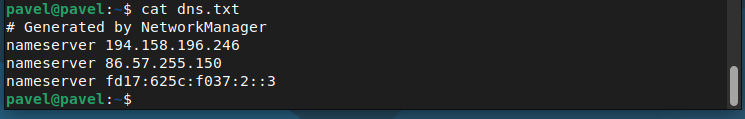 pavel@pavel:~$ cat dns.txt
# Generated by NetworkManager
nameserver 194.158.196.246
nameserver 86.57.255.150
nameserver fd17:625c:f037:2::3
pavel@pavel:~$